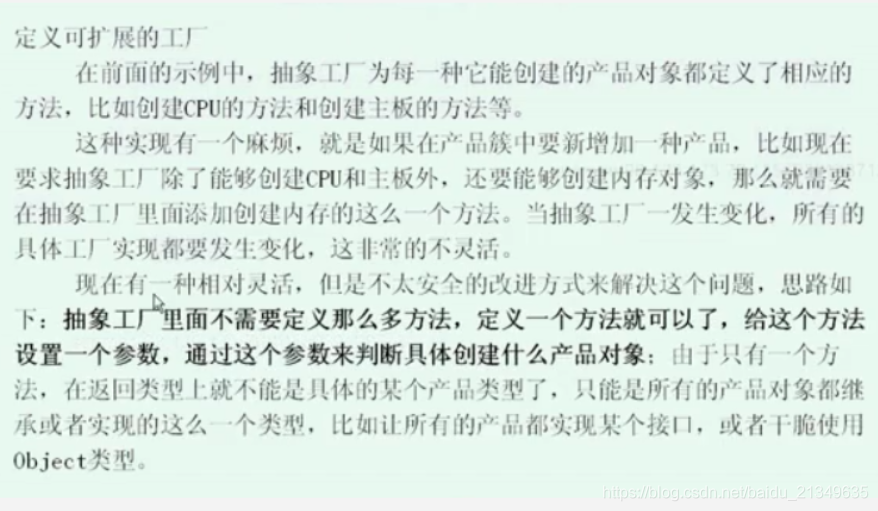 定义可扩展的工厂
在前面的示例中，抽象工厂为每一种它能创建的产品对象都定义了相应的
方法，比如创建CPU的方法和创建主板的方法等。
这种实现有一个麻烦，就是如果在产品簇中要新增加一种产品，比如现在
要求抽象工厂除了能够创建CPU和主板外，还要能够创建内存对象，那么就需要
在抽象工厂里面添加创建内存的这么一个方法。当抽象工厂一发生变化，所有的
具体工厂实现都要发生变化，这非常的不灵活。
现在有一种相对灵活，但是不太安全的改进方式来解决这个问题，思路如
下：抽象工厂里面不需要定义那么多方法，定义一个方法就可以了，给这个方法
设置一个参数，通过这个参数来判断具体创建什么产品对象；由于只有一个方
法，在返回类型上就不能是具体的某个产品类型了，只能是所有的产品对象都继
承或者实现的这么一个类型，比如让所有的产品都实现某个接口，或者干脆使用
Object类型。
https://blog.csdn.net/baidu_21349635